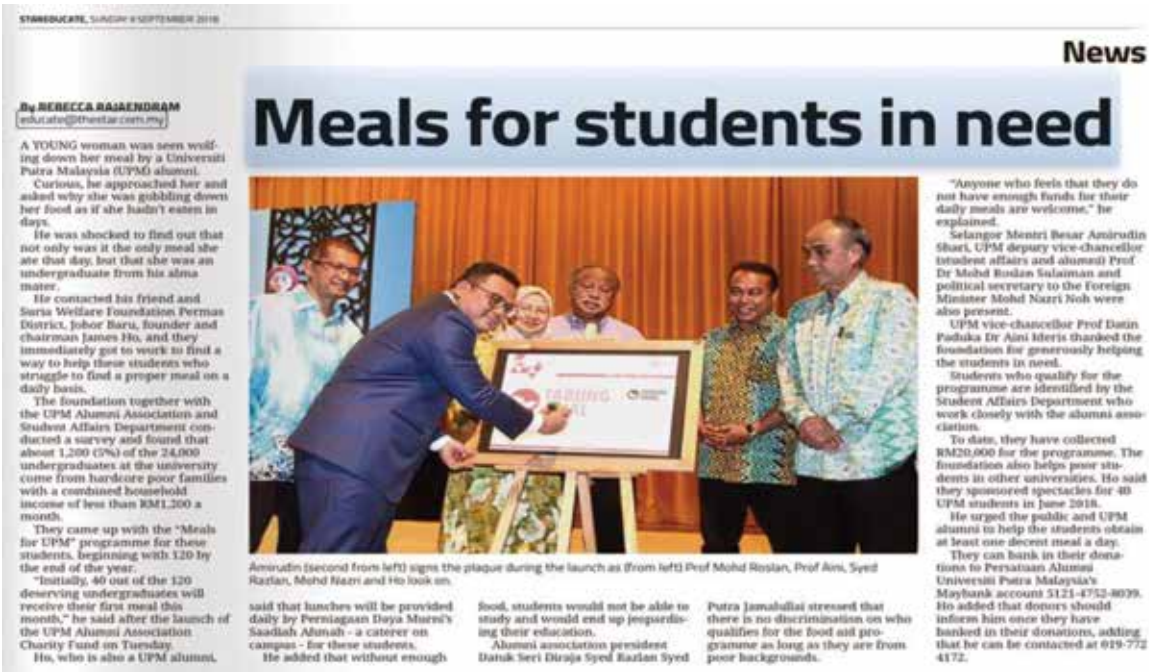 STAREDUCATE, SUNDAY 9 SEPTEMBER 2018
News
Meals for students in need
By REBECCA RAJAENDRAM
educate@thestar.com.my
A YOUNG woman was seen wolf-
ing down her meal by a Universiti
Putra Malaysia (UPM) alumni.
Curious, he approached her and
asked why she was gobbling down
her food as if she hadn't eaten in
days.
He was shocked to find out that
not only was it the only meal she
ate that day, but that she was an
undergraduate from his alma
mater.
He contacted his friend and
Suria Welfare Foundation Permas
District, Johor Baru, founder and
chairman James Ho, and they
immediately got to work to find a
way to help these students who
struggle to find a proper meal on a
daily basis.
The foundation together with
the UPM Alumni Association and
Student Affairs Department con-
ducted a survey and found that
about 1,200 (5%) of the 24,000
undergraduates at the university
come from hardcore poor families
with a combined household
income of less than RM1,200 a
month.
They came up with the "Meals
for UPM" programme for these
students, beginning with 120 by
the end of the year.
"Initially, 40 out of the 120
deserving undergraduates will
receive their first meal this
month," he said after the launch of
the UPM Alumni Association
Charity Fund on Tuesday.
Ho, who is also a UPM alumni,
TABUNG
Amirudin (second from left) signs the plaque during the launch as (from left) Prof Mohd Roslan, Prof Aini, Syed
Razlan, Mohd Nazri and Ho look on.
said that lunches will be provided
daily by Perniagaan Daya Murni's
Saadiah Afunah - a caterer on
campus - for these students.
He added that without enough
food, students would not be able to
study and would end up jeopardis-
ing their education.
Alumni association president
Datuk Seri Diraja Syed Razlan Syed
Putra Jamalullai stressed that
there is no discrimination on who
qualifies for the food aid pro-
gramme as long as they are from
poor backgrounds.
"Anyone who feels that they do
not have enough funds for their
daily meals are welcome," he
explained.
Selangor Mentri Besar Amirudin
Shari, UPM deputy vice-chancellor
(student affairs and alumni) Prof
Dr Mohd Roslan Sulaiman and
political secretary to the Foreign
Minister Mohd Nazri Noh were
also present.
UPM vice-chancellor Prof Datin
Paduka Dr Aini Ideris thanked the
foundation for generously helping
the students in need.
Students who qualify for the
programme are identified by the
Student Affairs Department who
work closely with the alumni asso-
ciation.
To date, they have collected
RM20,000 for the programme. The
foundation also helps poor stu-
dents in other universities. Ho said
they sponsored spectacles for 40
UPM students in June 2018.
He urged the public and UPM
alumni to help the students obtain
at least one decent meal a day.
They can bank in their dona-
tions to Persatuan Alumni
Universiti Putra Malaysia's
Maybank account 5121-4752-8039.
Ho added that donors should
inform him once they have
banked in their donations, adding
that he can be contacted at 019-772
4172.